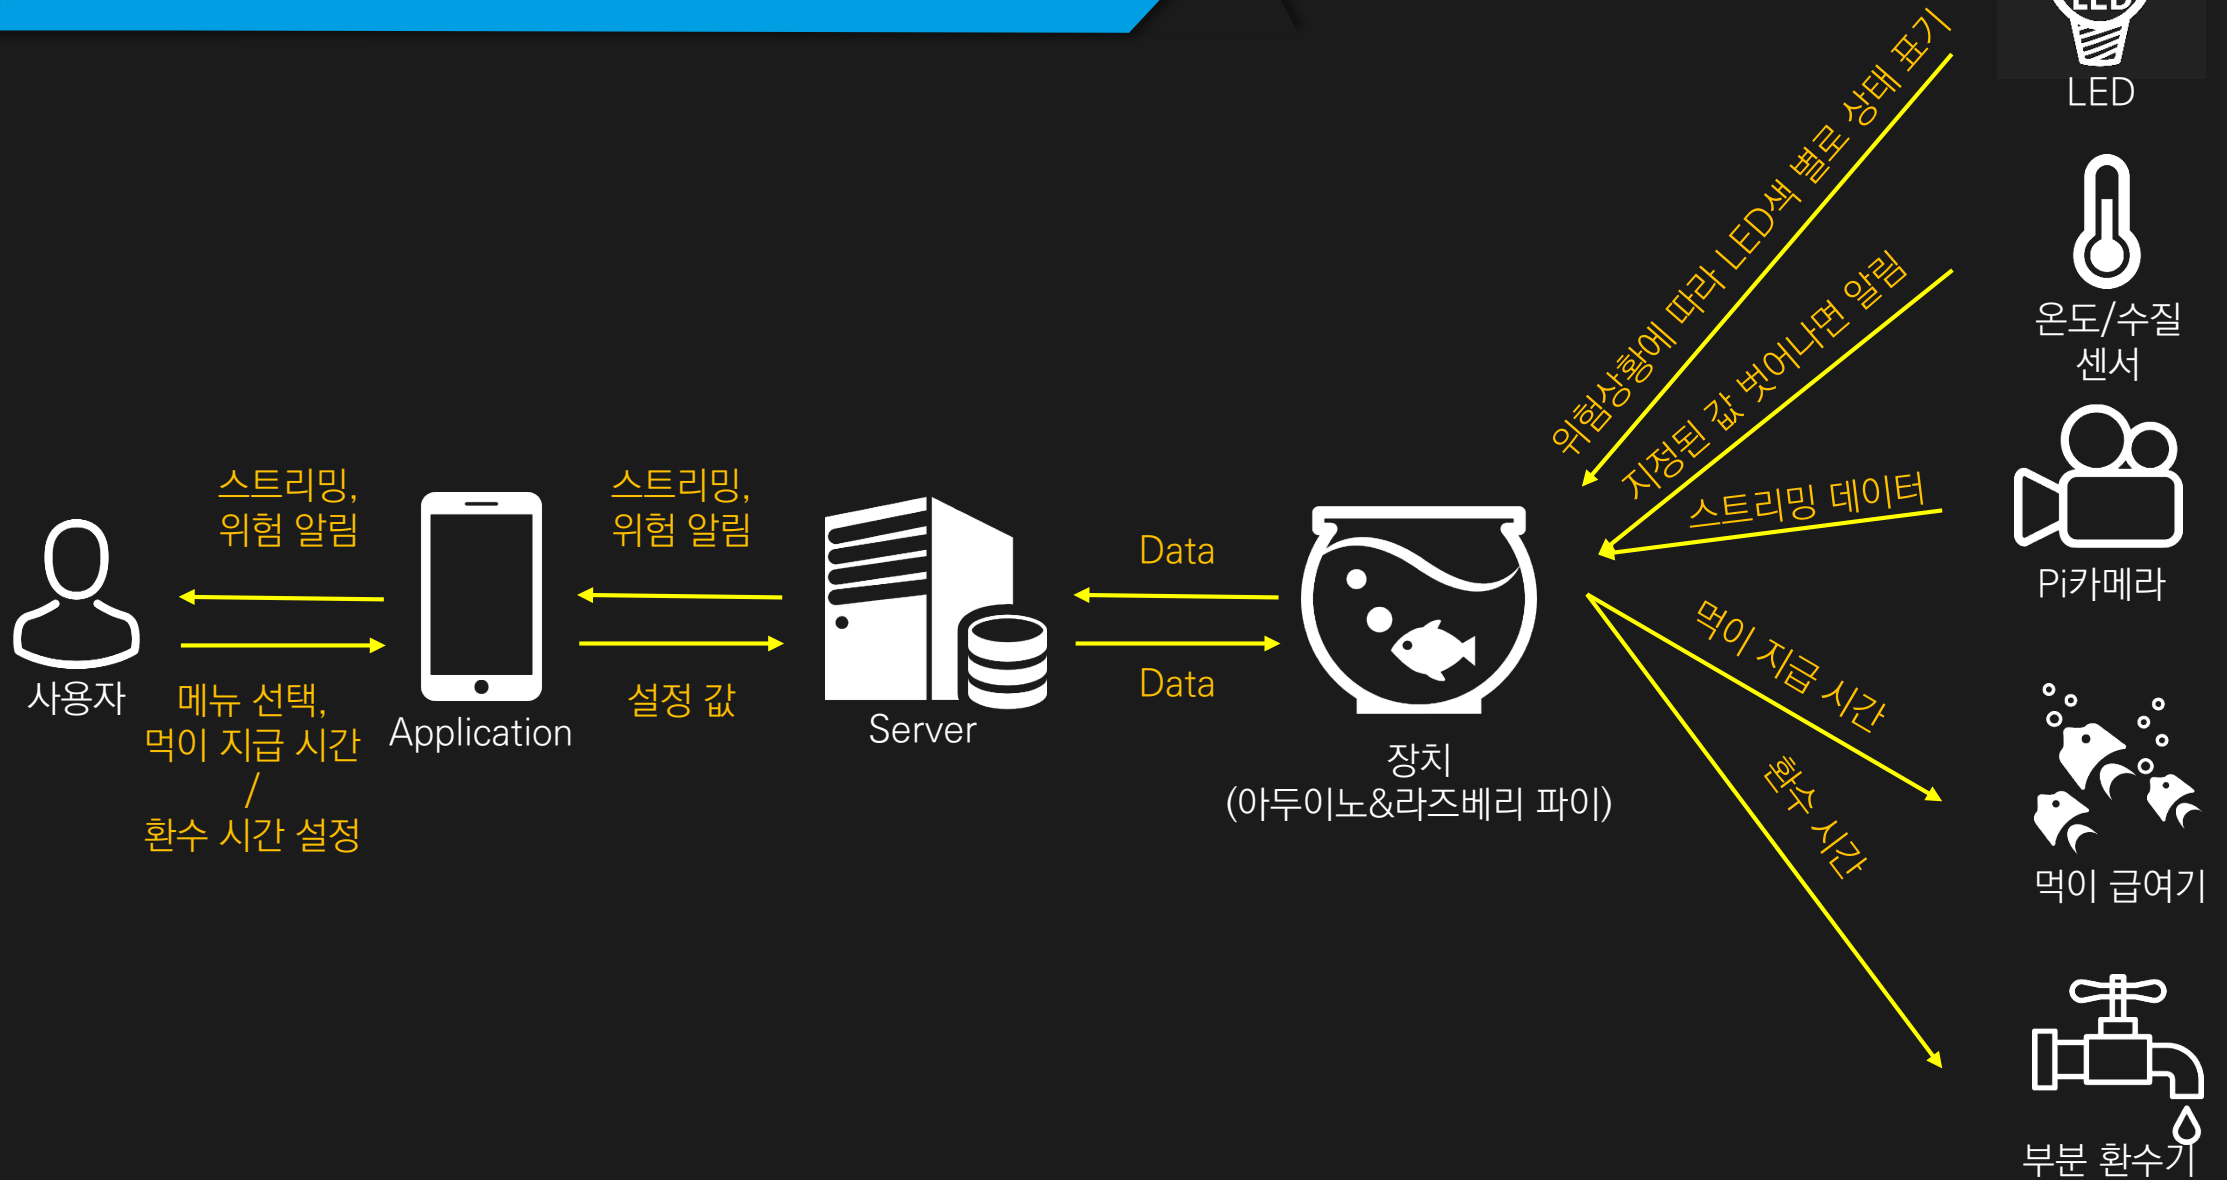 LED
LED
위험상황에 따라 LED색 별로 상태 표기
온도/수질
센서
지정된 값 벗어나면 알림
스트리밍 데이터
Pi카메라
스트리밍,
위험 알림
스트리밍,
위험 알림
Data
사용자
메뉴 선택,
먹이 지급 시간
/
환수 시간 설정
Application
설정 값
Server
Data
장치
(아두이노&라즈베리 파이)
먹이 지급 시간
먹이 급여기
환수 시간
부분 환수기